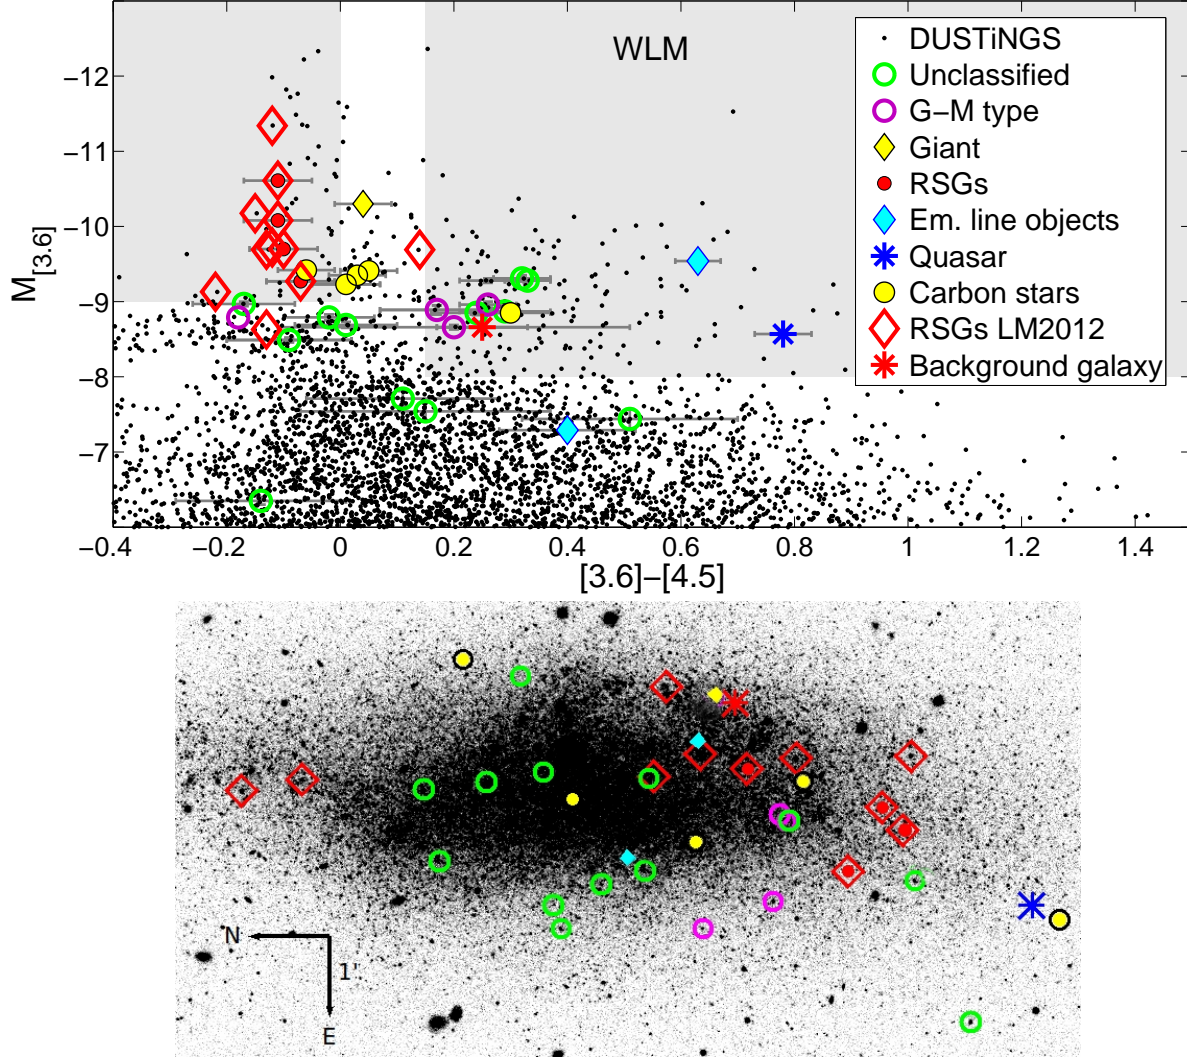 WLM
DUSTiNGS
Unclassified
G−M type
Giant
RSGs
Em. line objects
Quasar
Carbon stars
RSGs LM2012
Background galaxy
−12
−11
−10
−9
−8
−7
M[3.6]
−0.4 −0.2 0 0.2 0.4 0.6 0.8 1 1.2 1.4
[3.6]−[4.5]
N
1'
E